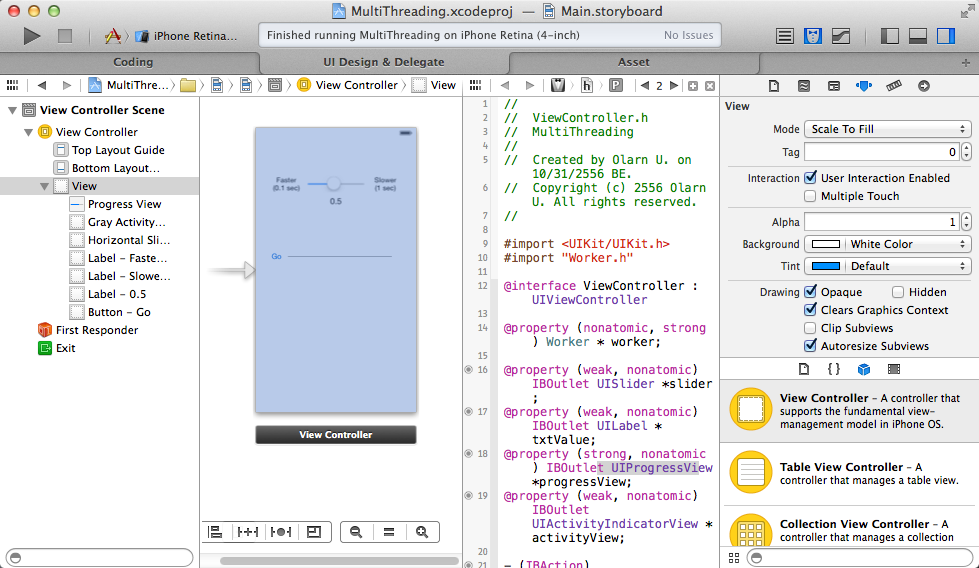 MultiThreading.xcodeproj — Main.storyboard
iPhone Retina...
Finished running MultiThreading on iPhone Retina (4-inch)
No Issues
Coding
UI Design & Delegate
Asset
MultiThre...
View Controller
View
2
View Controller Scene
View Controller
Top Layout Guide
Bottom Layout...
View
Progress View
Gray Activity...
Horizontal Sli...
Label – Faste...
Label – Slowe...
Label – 0.5
Button – Go
First Responder
Exit
Faster
(0.1 sec)
Slower
(1 sec)
0.5
Go
View Controller
1 //
2 // ViewController.h
3 // MultiThreading
4 //
5 // Created by Olarn U. on
10/31/2556 BE.
6 // Copyright (c) 2556 Olarn
U. All rights reserved.
7 //
8
9 #import <UIKit/UIKit.h>
10 #import "Worker.h"
11
12 @interface ViewController :
UIViewController
13
14 @property (nonatomic, strong
) Worker * worker;
15
16 @property (weak, nonatomic)
IBOutlet UISlider *slider
;
17 @property (weak, nonatomic)
IBOutlet UILabel *
txtValue;
18 @property (strong, nonatomic
) IBOutlet UIProgressView
*progressView;
19 @property (weak, nonatomic)
IBOutlet
UIActivityIndicatorView *
activityView;
20
21 - (IBAction)
View
Mode Scale To Fill
Tag 0
Interaction User Interaction Enabled
Multiple Touch
Alpha 1
Background White Color
Tint Default
Drawing Opaque Hidden
Clears Graphics Context
Clip Subviews
Autoresize Subviews
{ }
View Controller – A controller that
supports the fundamental view-
management model in iPhone OS.
Table View Controller – A
controller that manages a table view.
Collection View Controller – A
controller that manages a collection